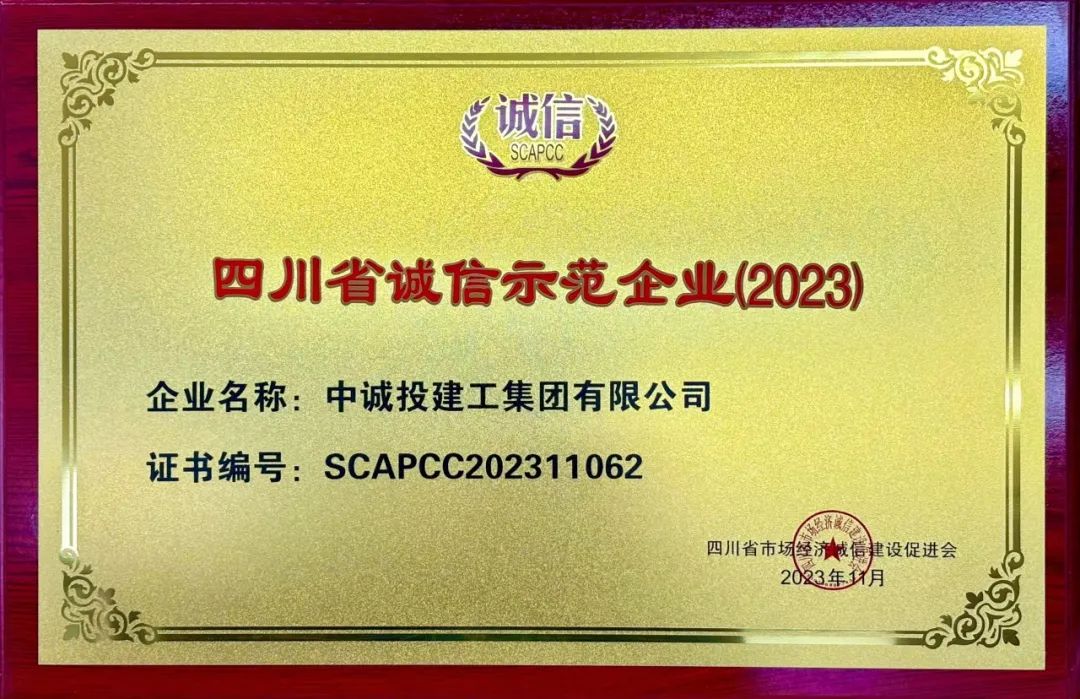 诚信
SCAPCC
四川省诚信示范企业(2023)
企业名称：中诚投建工集团有限公司
证书编号：SCAPCC202311062
四川省市场经济诚信建设促进会
2023年11月